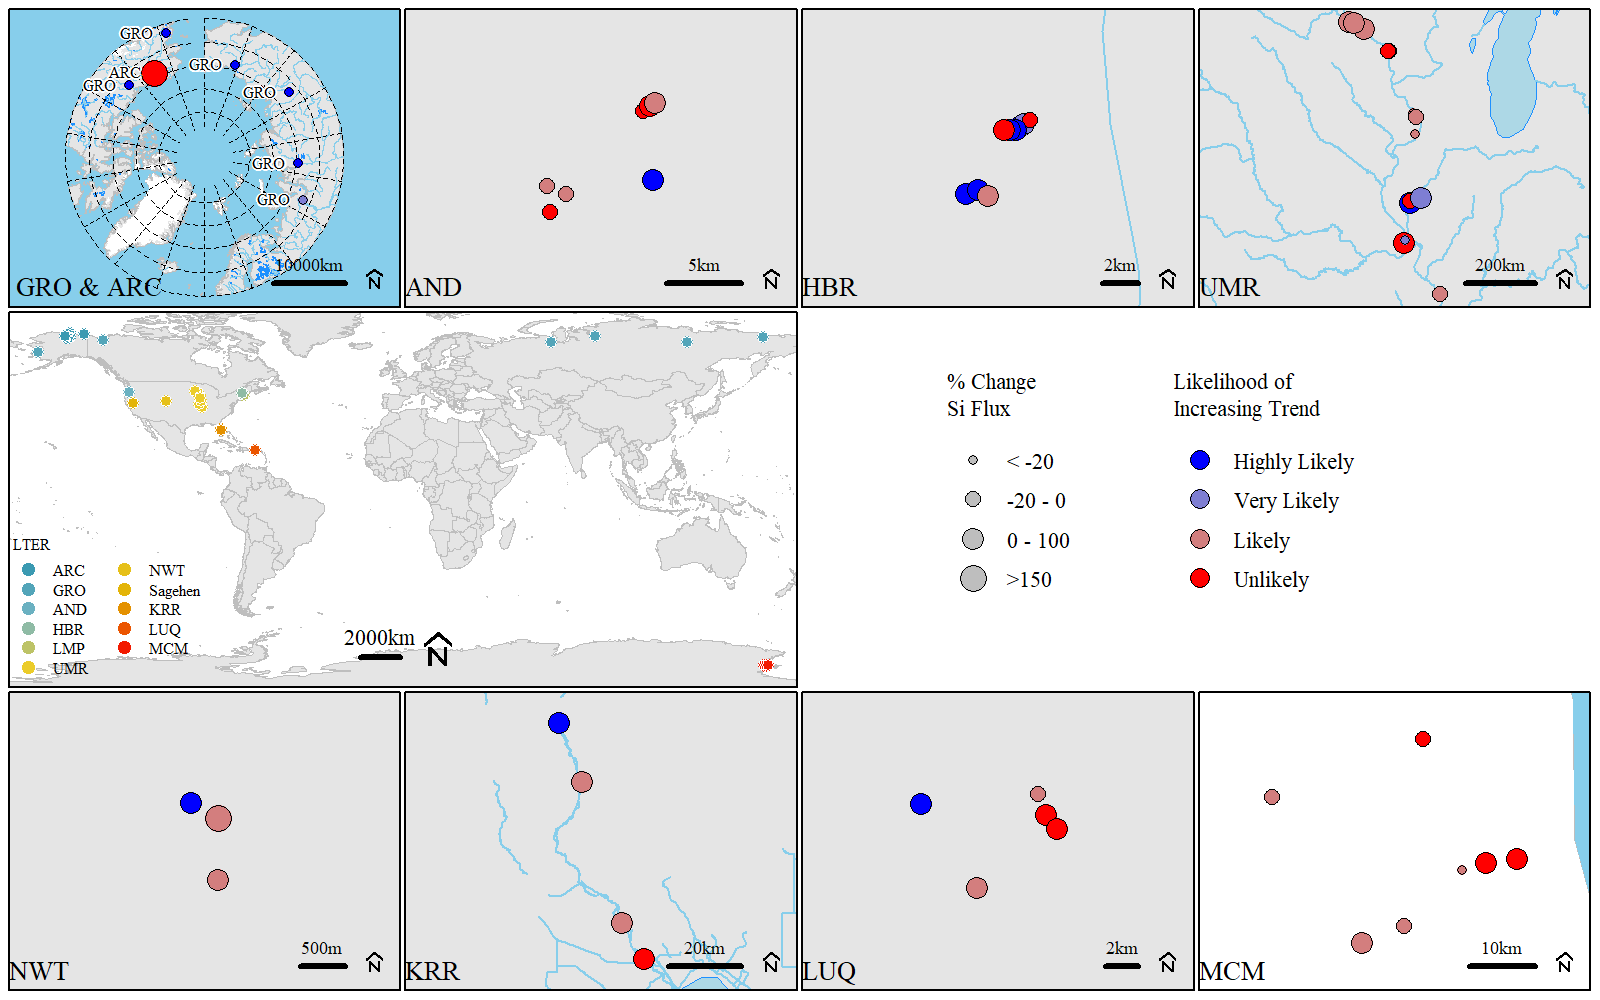 GRO
ARC
GRO
GRO
GRO
GRO
GRO
10000km
N
GRO & ARC
5km
N
AND
2km
N
HBR
200km
N
UMR
LTER
ARC
GRO
AND
HBR
LMP
UMR
NWT
Sagehen
KRR
LUQ
MCM
2000km
N
% Change
Si Flux
< -20
-20 - 0
0 - 100
>150
Likelihood of
Increasing Trend
Highly Likely
Very Likely
Likely
Unlikely
500m
N
NWT
20km
N
KRR
2km
N
LUQ
10km
N
MCM